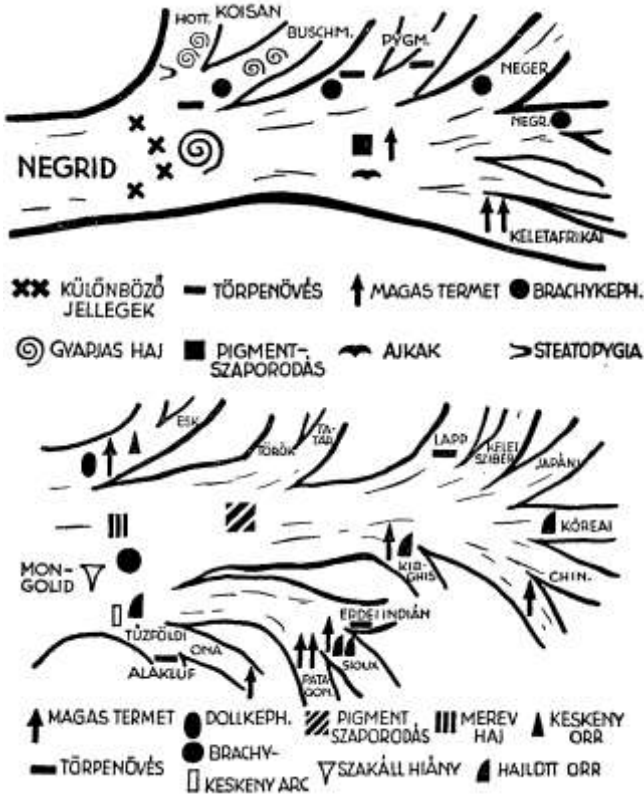 HOTT. KOISAN
BUSCHM.
PYGM.
NEGER
NEGR.
NEGRID
KELETAFRIKAI
KÜLÖNBÖZŐ JELLEGEK
TÖRPENÖVÉS
MAGAS TERMET
BRACHYKEPH.
GYAPJAS HAJ
PIGMENT-SZAPORODÁS
AJKAK
STEATOPYGIA
ESK.
TÖRÖK
TA-TÁR
LAPP
KELET SZIBÉR.
JAPÁNI
KÓREAI
MON-GOLID
KIR-GHIS
CHIN.
TŰZFÖLDI
ONA
ALAKLUF
ERDEI INDIÁN
SIOUX
PATA-GON.
MAGAS TERMET
DOLLKEPH.
PIGMENT SZAPORODÁS
MEREV HAJ
KESKENY ORR
TÖRPENÖVÉS
BRACHY-
KESKENY ARC
SZAKÁLL HIÁNY
HAJLOTT ORR